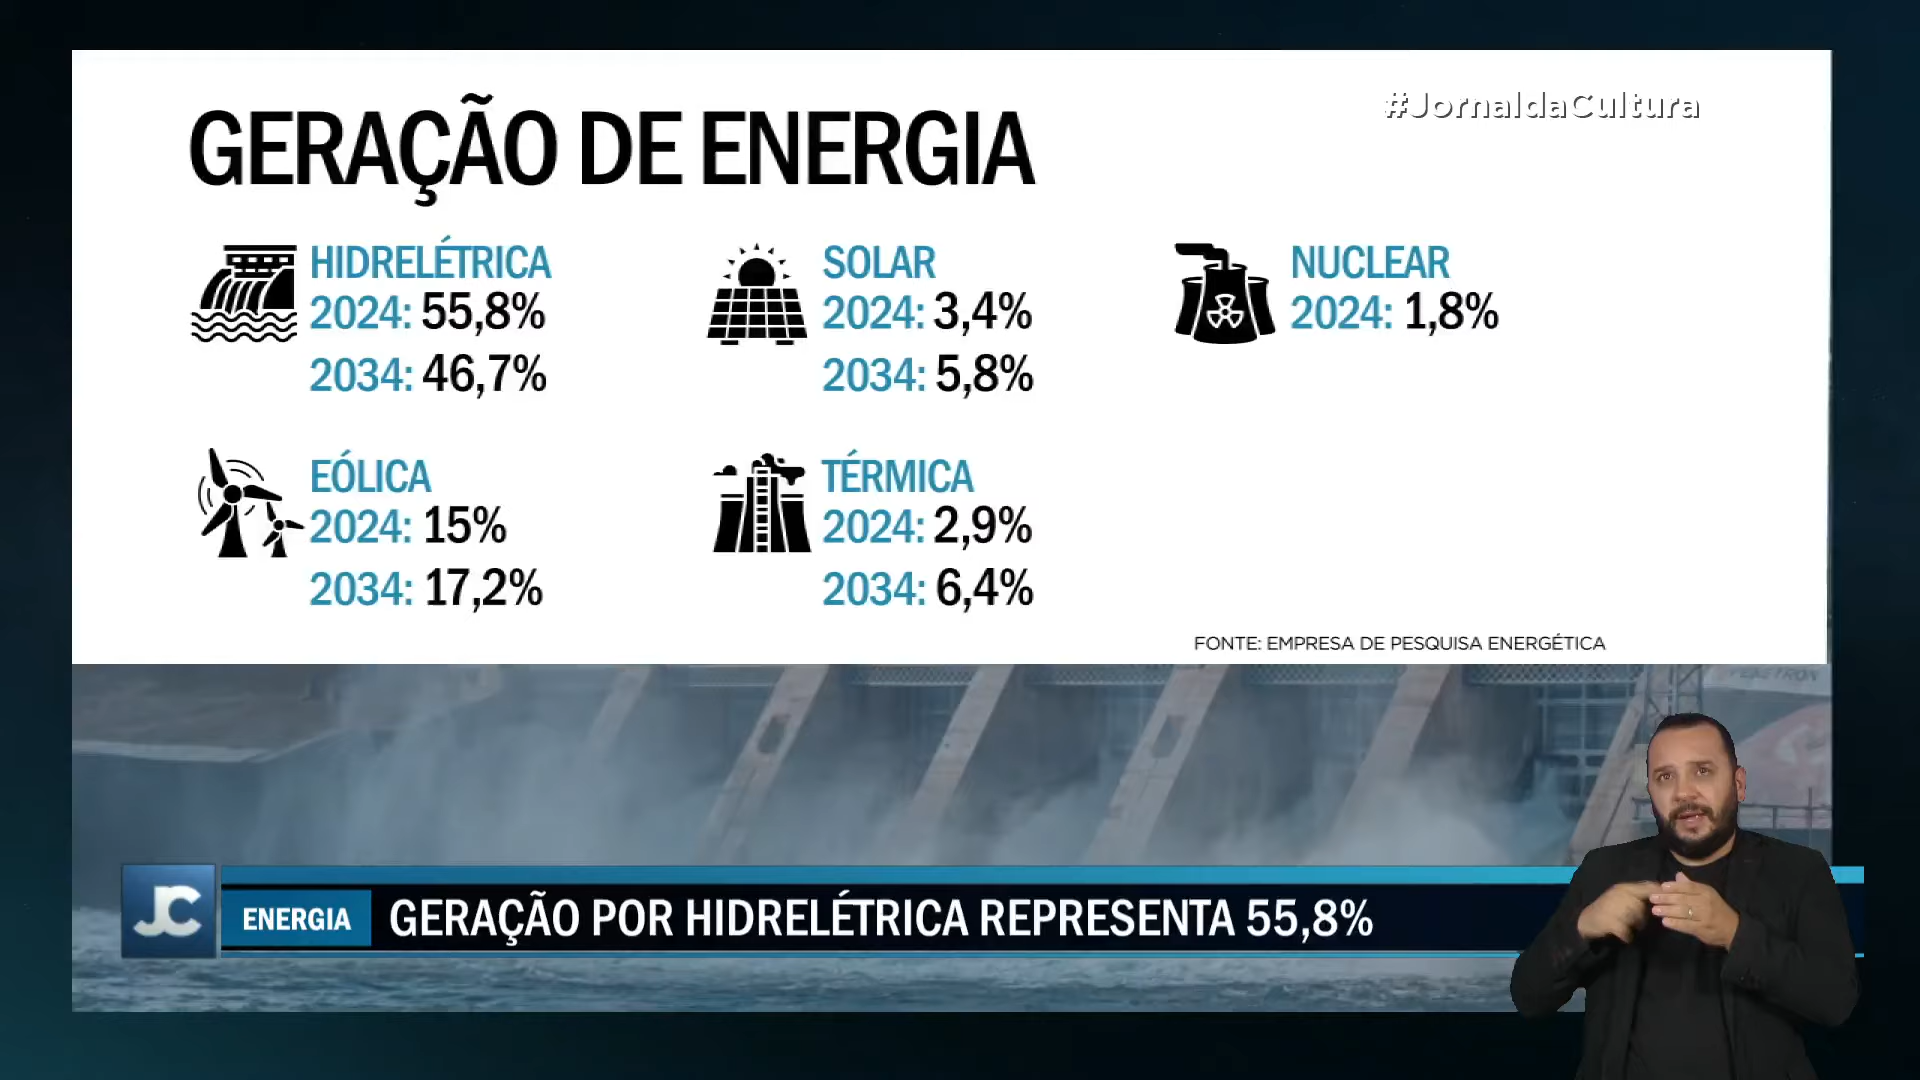 #JornaldaCultura
GERAÇÃO DE ENERGIA
HIDRELÉTRICA
2024: 55,8%
2034: 46,7%
SOLAR
2024: 3,4%
2034: 5,8%
NUCLEAR
2024: 1,8%
EÓLICA
2024: 15%
2034: 17,2%
TÉRMICA
2024: 2,9%
2034: 6,4%
FONTE: EMPRESA DE PESQUISA ENERGÉTICA
JC
ENERGIA
GERAÇÃO POR HIDRELÉTRICA REPRESENTA 55,8%